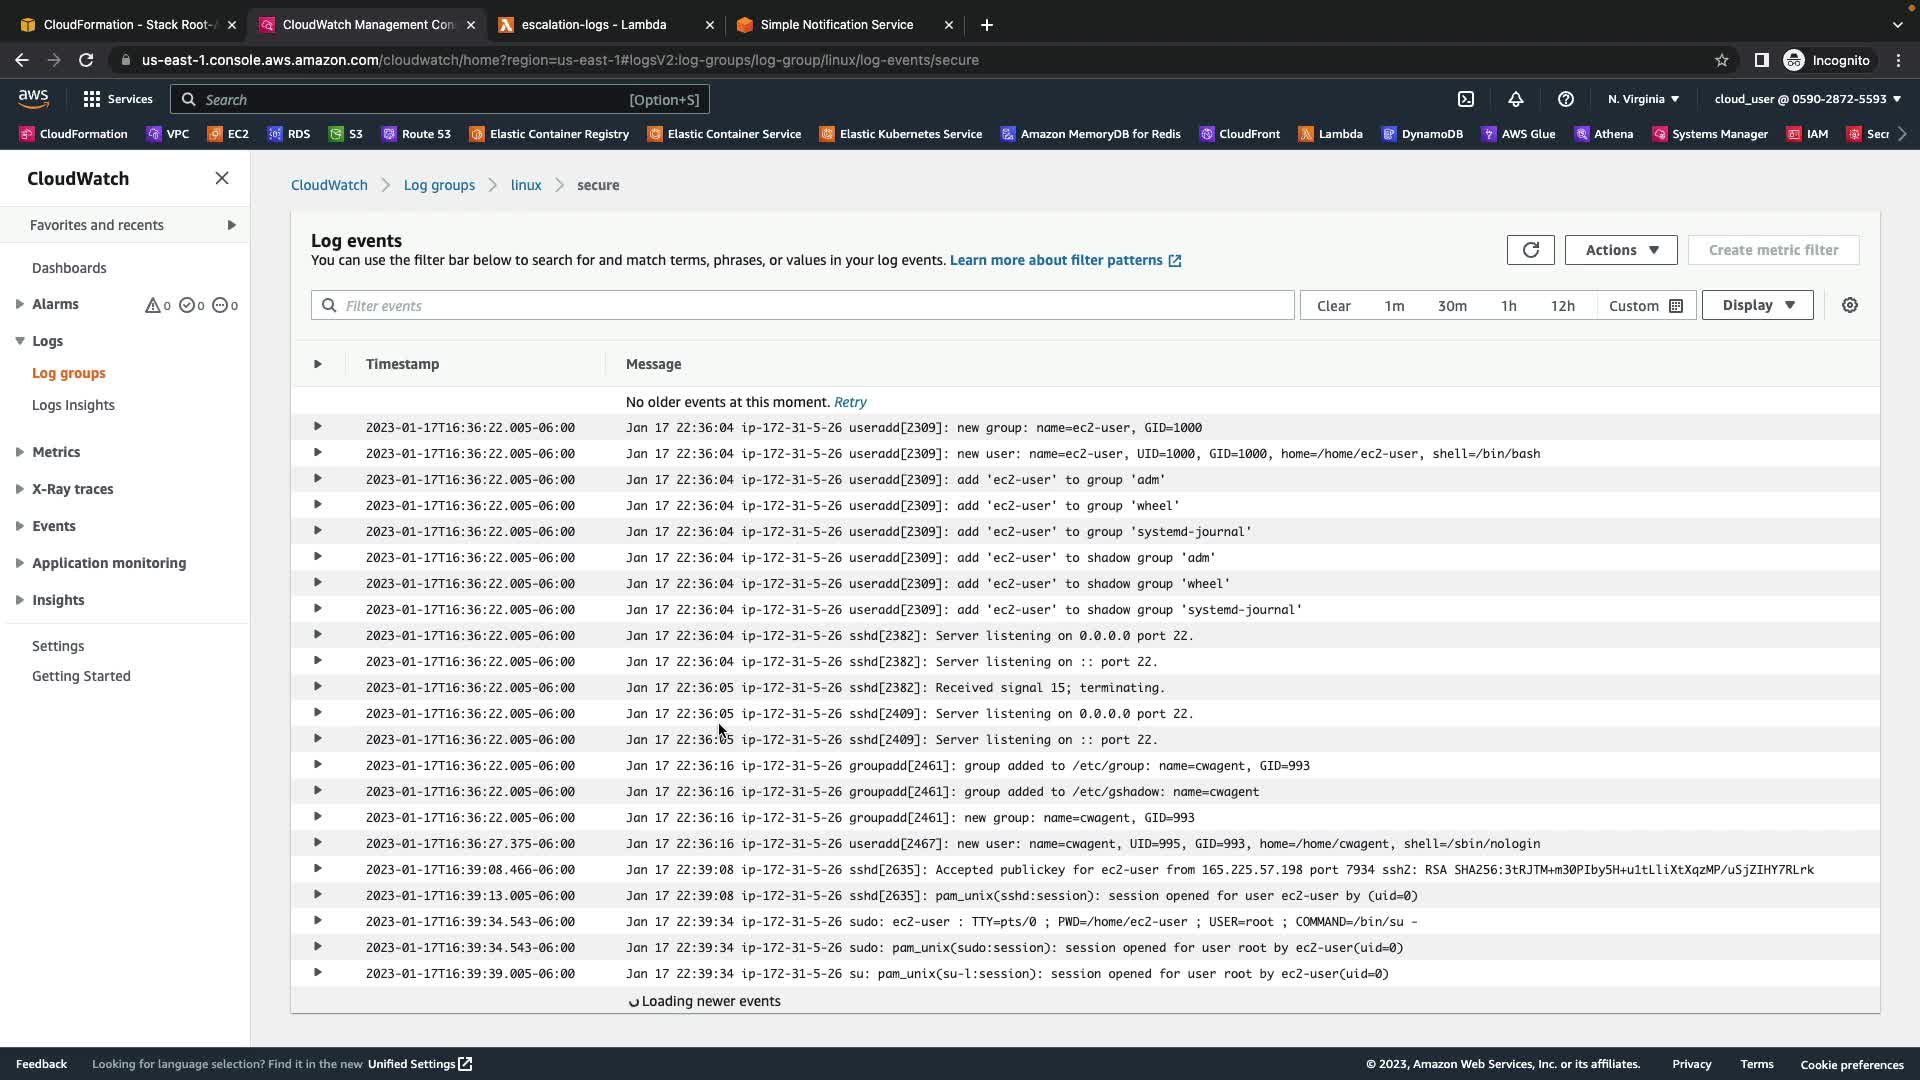 CloudFormation - Stack Root-A
CloudWatch Management Con
escalation-logs - Lambda
Simple Notification Service
us-east-1.console.aws.amazon.com/cloudwatch/home?region=us-east-1#logsV2:log-groups/log-group/linux/log-events/secure
Incognito
aws
Services
Search
[Option+S]
N. Virginia
cloud_user @ 0590-2872-5593
CloudFormation
VPC
EC2
RDS
S3
Route 53
Elastic Container Registry
Elastic Container Service
Elastic Kubernetes Service
Amazon MemoryDB for Redis
CloudFront
Lambda
DynamoDB
AWS Glue
Athena
Systems Manager
IAM
Secr
CloudWatch
Favorites and recents
Dashboards
Alarms
0
0
0
Logs
Log groups
Logs Insights
Metrics
X-Ray traces
Events
Application monitoring
Insights
Settings
Getting Started
CloudWatch
Log groups
linux
secure
Log events
You can use the filter bar below to search for and match terms, phrases, or values in your log events. Learn more about filter patterns
Actions
Create metric filter
Filter events
Clear
1m
30m
1h
12h
Custom
Display
Timestamp
Message
No older events at this moment. Retry
2023-01-17T16:36:22.005-06:00 Jan 17 22:36:04 ip-172-31-5-26 useradd[2309]: new group: name=ec2-user, GID=1000
2023-01-17T16:36:22.005-06:00 Jan 17 22:36:04 ip-172-31-5-26 useradd[2309]: new user: name=ec2-user, UID=1000, GID=1000, home=/home/ec2-user, shell=/bin/bash
2023-01-17T16:36:22.005-06:00 Jan 17 22:36:04 ip-172-31-5-26 useradd[2309]: add 'ec2-user' to group 'adm'
2023-01-17T16:36:22.005-06:00 Jan 17 22:36:04 ip-172-31-5-26 useradd[2309]: add 'ec2-user' to group 'wheel'
2023-01-17T16:36:22.005-06:00 Jan 17 22:36:04 ip-172-31-5-26 useradd[2309]: add 'ec2-user' to group 'systemd-journal'
2023-01-17T16:36:22.005-06:00 Jan 17 22:36:04 ip-172-31-5-26 useradd[2309]: add 'ec2-user' to shadow group 'adm'
2023-01-17T16:36:22.005-06:00 Jan 17 22:36:04 ip-172-31-5-26 useradd[2309]: add 'ec2-user' to shadow group 'wheel'
2023-01-17T16:36:22.005-06:00 Jan 17 22:36:04 ip-172-31-5-26 useradd[2309]: add 'ec2-user' to shadow group 'systemd-journal'
2023-01-17T16:36:22.005-06:00 Jan 17 22:36:04 ip-172-31-5-26 sshd[2382]: Server listening on 0.0.0.0 port 22.
2023-01-17T16:36:22.005-06:00 Jan 17 22:36:04 ip-172-31-5-26 sshd[2382]: Server listening on :: port 22.
2023-01-17T16:36:22.005-06:00 Jan 17 22:36:05 ip-172-31-5-26 sshd[2382]: Received signal 15; terminating.
2023-01-17T16:36:22.005-06:00 Jan 17 22:36:05 ip-172-31-5-26 sshd[2409]: Server listening on 0.0.0.0 port 22.
2023-01-17T16:36:22.005-06:00 Jan 17 22:36:05 ip-172-31-5-26 sshd[2409]: Server listening on :: port 22.
2023-01-17T16:36:22.005-06:00 Jan 17 22:36:16 ip-172-31-5-26 groupadd[2461]: group added to /etc/group: name=cwagent, GID=993
2023-01-17T16:36:22.005-06:00 Jan 17 22:36:16 ip-172-31-5-26 groupadd[2461]: group added to /etc/gshadow: name=cwagent
2023-01-17T16:36:22.005-06:00 Jan 17 22:36:16 ip-172-31-5-26 groupadd[2461]: new group: name=cwagent, GID=993
2023-01-17T16:36:27.375-06:00 Jan 17 22:36:16 ip-172-31-5-26 useradd[2467]: new user: name=cwagent, UID=995, GID=993, home=/home/cwagent, shell=/sbin/nologin
2023-01-17T16:39:08.466-06:00 Jan 17 22:39:08 ip-172-31-5-26 sshd[2635]: Accepted publickey for ec2-user from 165.225.57.198 port 7934 ssh2: RSA SHA256:3tRJTM+m30PIby5H+u1tLliXtXqzMP/uSjZIHY7RLrk
2023-01-17T16:39:13.005-06:00 Jan 17 22:39:08 ip-172-31-5-26 sshd[2635]: pam_unix(sshd:session): session opened for user ec2-user by (uid=0)
2023-01-17T16:39:34.543-06:00 Jan 17 22:39:34 ip-172-31-5-26 sudo: ec2-user : TTY=pts/0 ; PWD=/home/ec2-user ; USER=root ; COMMAND=/bin/su -
2023-01-17T16:39:34.543-06:00 Jan 17 22:39:34 ip-172-31-5-26 sudo: pam_unix(sudo:session): session opened for user root by ec2-user(uid=0)
2023-01-17T16:39:39.005-06:00 Jan 17 22:39:34 ip-172-31-5-26 su: pam_unix(su-l:session): session opened for user root by ec2-user(uid=0)
Loading newer events
Feedback
Looking for language selection? Find it in the new Unified Settings
© 2023, Amazon Web Services, Inc. or its affiliates.
Privacy
Terms
Cookie preferences